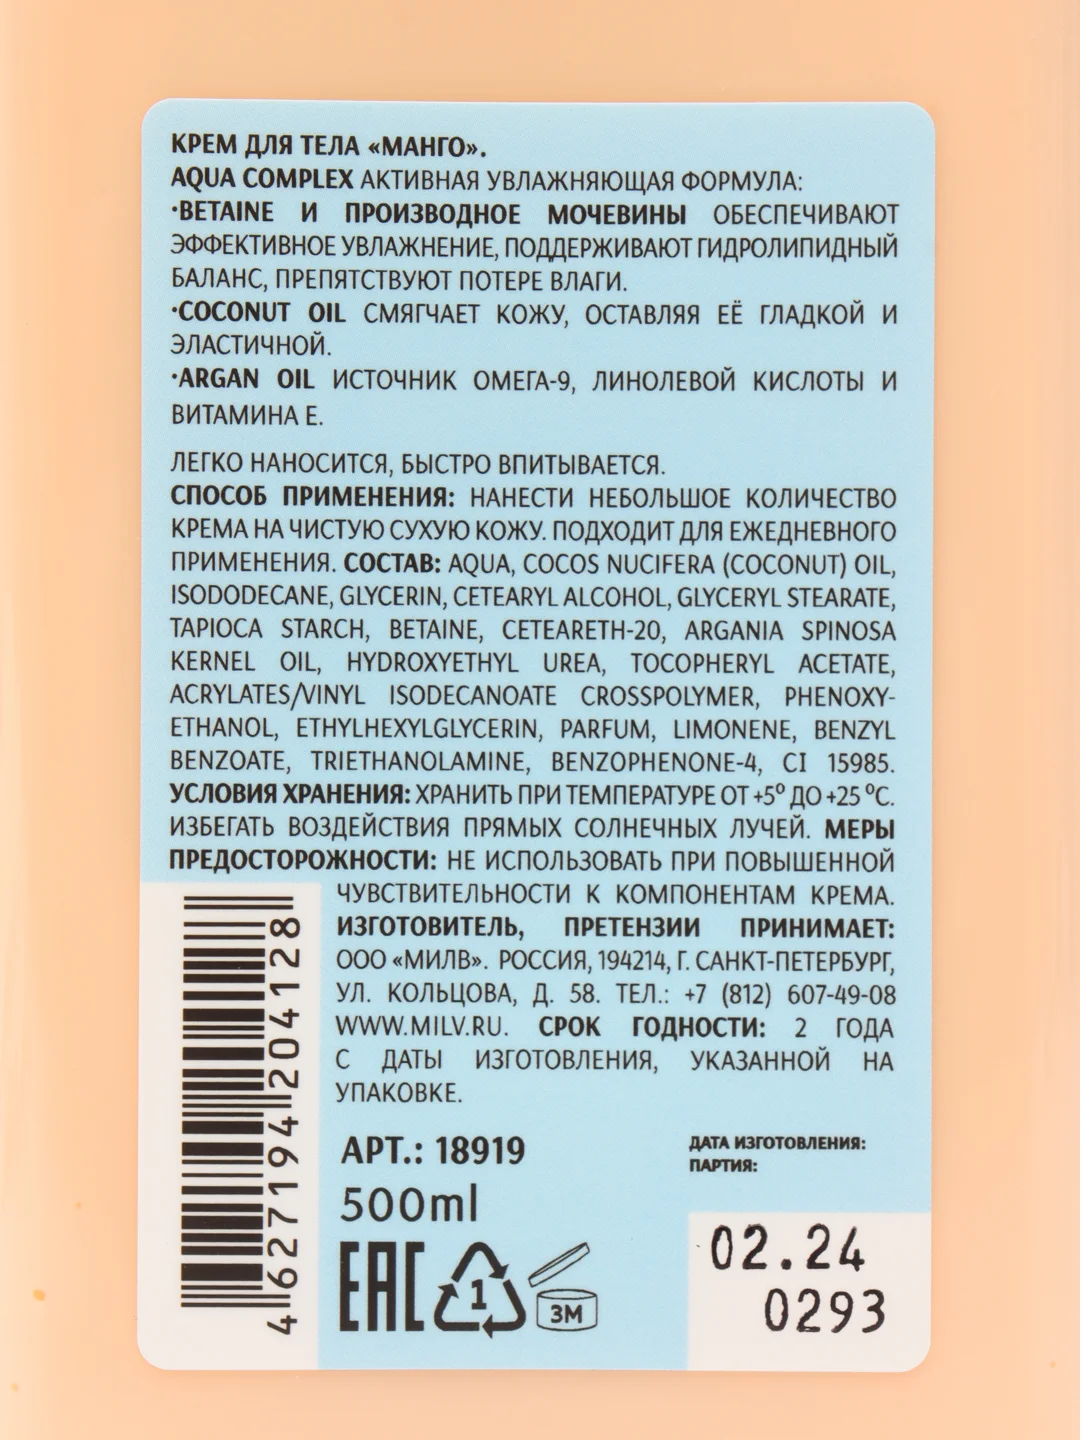 КРЕМ ДЛЯ ТЕЛА «МАНГО».
AQUA COMPLEX АКТИВНАЯ УВЛАЖНЯЮЩАЯ ФОРМУЛА:
·BETAINE И ПРОИЗВОДНОЕ МОЧЕВИНЫ ОБЕСПЕЧИВАЮТ
ЭФФЕКТИВНОЕ УВЛАЖНЕНИЕ, ПОДДЕРЖИВАЮТ ГИДРОЛИПИДНЫЙ
БАЛАНС, ПРЕПЯТСТВУЮТ ПОТЕРЕ ВЛАГИ.
·COCONUT OIL СМЯГЧАЕТ КОЖУ, ОСТАВЛЯЯ ЕЁ ГЛАДКОЙ И
ЭЛАСТИЧНОЙ.
·ARGAN OIL ИСТОЧНИК ОМЕГА-9, ЛИНОЛЕВОЙ КИСЛОТЫ И
ВИТАМИНА Е.
ЛЕГКО НАНОСИТСЯ, БЫСТРО ВПИТЫВАЕТСЯ.
СПОСОБ ПРИМЕНЕНИЯ: НАНЕСТИ НЕБОЛЬШОЕ КОЛИЧЕСТВО
КРЕМА НА ЧИСТУЮ СУХУЮ КОЖУ. ПОДХОДИТ ДЛЯ ЕЖЕДНЕВНОГО
ПРИМЕНЕНИЯ. СОСТАВ: AQUA, COCOS NUCIFERA (COCONUT) OIL,
ISODODECANE, GLYCERIN, CETEARYL ALCOHOL, GLYCERYL STEARATE,
TAPIOCA STARCH, BETAINE, CETEARETH-20, ARGANIA SPINOSA
KERNEL OIL, HYDROXYETHYL UREA, TOCOPHERYL ACETATE,
ACRYLATES/VINYL ISODECANOATE CROSSPOLYMER, PHENOXY-
ETHANOL, ETHYLHEXYLGLYCERIN, PARFUM, LIMONENE, BENZYL
BENZOATE, TRIETHANOLAMINE, BENZOPHENONE-4, CI 15985.
УСЛОВИЯ ХРАНЕНИЯ: ХРАНИТЬ ПРИ ТЕМПЕРАТУРЕ ОТ +5⁰ ДО +25 ⁰С.
ИЗБЕГАТЬ ВОЗДЕЙСТВИЯ ПРЯМЫХ СОЛНЕЧНЫХ ЛУЧЕЙ. МЕРЫ
ПРЕДОСТОРОЖНОСТИ: НЕ ИСПОЛЬЗОВАТЬ ПРИ ПОВЫШЕННОЙ
ЧУВСТВИТЕЛЬНОСТИ К КОМПОНЕНТАМ КРЕМА.
ИЗГОТОВИТЕЛЬ, ПРЕТЕНЗИИ ПРИНИМАЕТ:
ООО «МИЛВ». РОССИЯ, 194214, Г. САНКТ-ПЕТЕРБУРГ,
УЛ. КОЛЬЦОВА, Д. 58. ТЕЛ.: +7 (812) 607-49-08
WWW.MILV.RU. СРОК ГОДНОСТИ: 2 ГОДА
С ДАТЫ ИЗГОТОВЛЕНИЯ, УКАЗАННОЙ НА
УПАКОВКЕ.
4 627194 204128
АРТ.: 18919
500ml
ЕАС
1
3М
ДАТА ИЗГОТОВЛЕНИЯ:
ПАРТИЯ:
02.24
0293